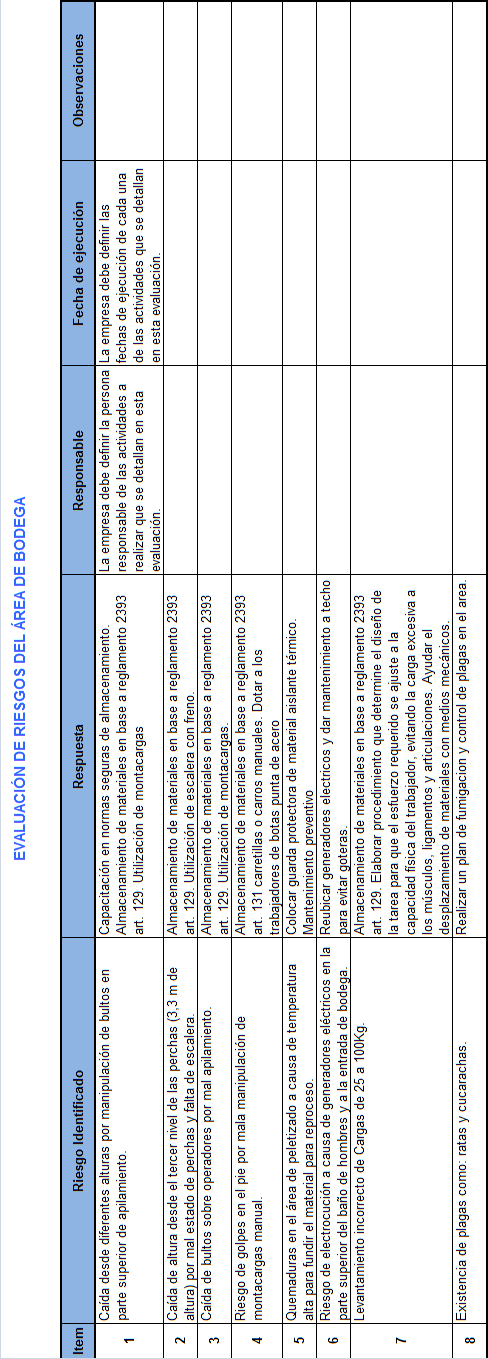 EVALUACIÓN DE RIESGOS DEL ÁREA DE BODEGA
Item
Riesgo Identificado
Respuesta
Responsable
Fecha de ejecución
Observaciones
1
Caída desde diferentes alturas por manipulación de bultos en
parte superior de apilamiento.
Capacitación en normas seguras de almacenamiento.
Almacenamiento de materiales en base a reglamento 2393
art. 129. Utilización de montacargas
La empresa debe definir la persona
responsable de las actividades a
realizar que se detallan en esta
evaluación.
La empresa debe definir las
fechas de ejecución de cada una
de las actividades que se detallan
en esta evaluación.
2
Caída de altura desde el tercer nivel de las perchas (3,3 m de
altura) por mal estado de perchas y falta de escalera.
Almacenamiento de materiales en base a reglamento 2393
art. 129. Utilización de escalera con freno.
3
Caída de bultos sobre operadores por mal apilamiento.
Almacenamiento de materiales en base a reglamento 2393
art. 129. Utilización de montacargas.
4
Riesgo de golpes en el pie por mala manipulación de
montacargas manual.
Almacenamiento de materiales en base a reglamento 2393
art. 131 carretillas o carros manuales. Dotar a los
trabajadores de botas punta de acero
5
Quemaduras en el área de peletizado a causa de temperatura
alta para fundir el material para reproceso.
Colocar guarda protectora de material aislante térmico.
Mantenimiento preventivo
6
Riesgo de electrocución a causa de generadores eléctricos en la
parte superior del baño de hombres y a la entrada de bodega.
Reubicar generadores electricos y dar mantenimiento a techo
para evitar goteras.
7
Levantamiento incorrecto de Cargas de 25 a 100Kg.
Almacenamiento de materiales en base a reglamento 2393
art. 129. Elaborar procedimiento que determine el diseño de
la tarea para que el esfuerzo requerido se ajuste a la
capacidad física del trabajador, evitando la carga excesiva a
los músculos, ligamentos y articulaciones. Ayudar el
desplazamiento de materiales con medios mecánicos.
8
Existencia de plagas como: ratas y cucarachas.
Realizar un plan de fumigacion y control de plagas en el area.